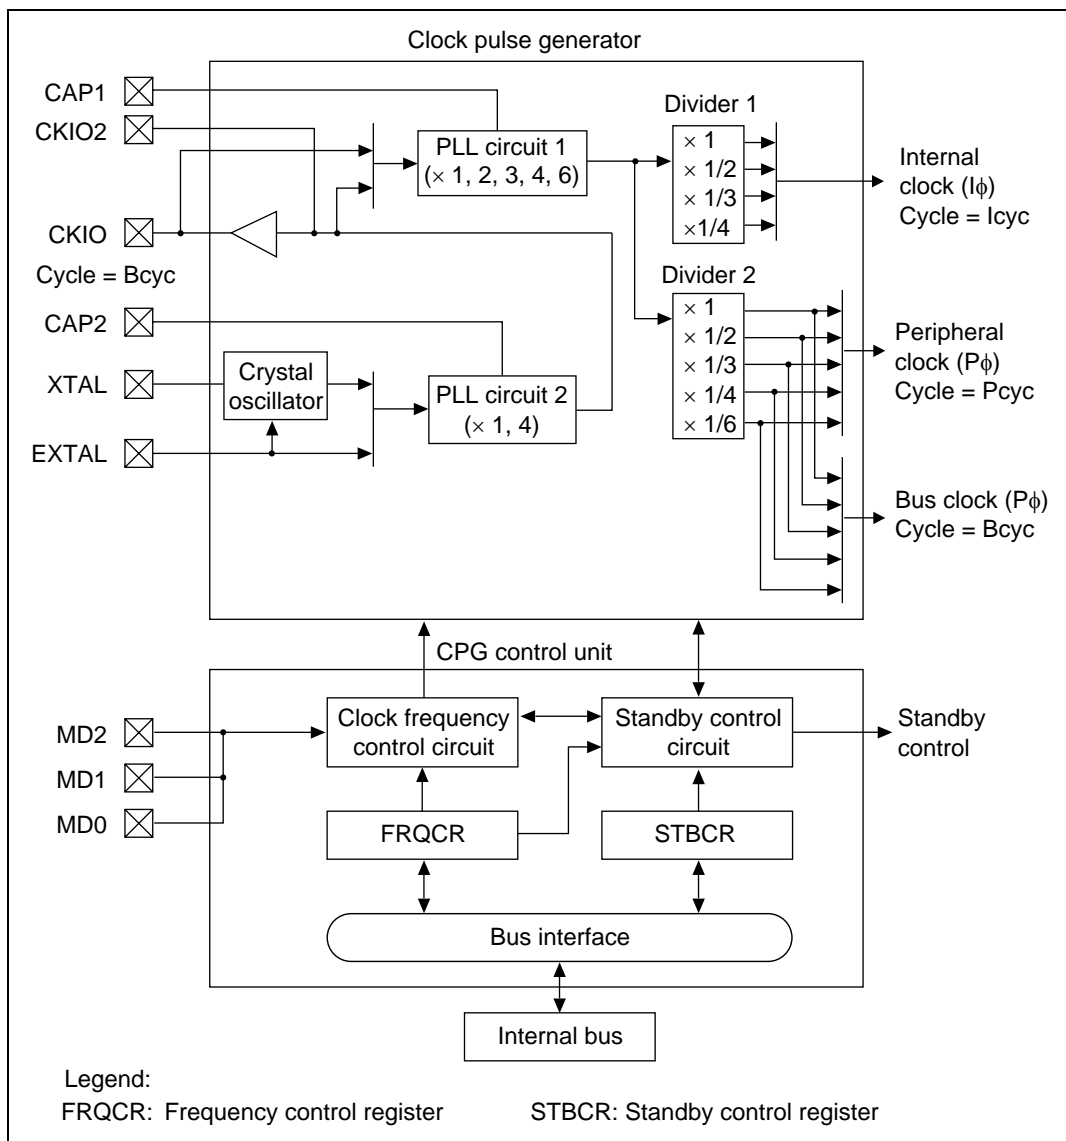 Clock pulse generator
CAP1
CKIO2
CKIO
Cycle = Bcyc
CAP2
XTAL
EXTAL
PLL circuit 1
(× 1, 2, 3, 4, 6)
Divider 1
× 1
× 1/2
× 1/3
×1/4
Internal
clock (Iϕ)
Cycle = Icyc
Divider 2
× 1
× 1/2
× 1/3
× 1/4
× 1/6
Peripheral
clock (Pϕ)
Cycle = Pcyc
Crystal
oscillator
PLL circuit 2
(× 1, 4)
Bus clock (Pϕ)
Cycle = Bcyc
CPG control unit
MD2
MD1
MD0
Clock frequency
control circuit
Standby control
circuit
Standby
control
FRQCR
STBCR
Bus interface
Internal bus
Legend:
FRQCR: Frequency control register
STBCR: Standby control register